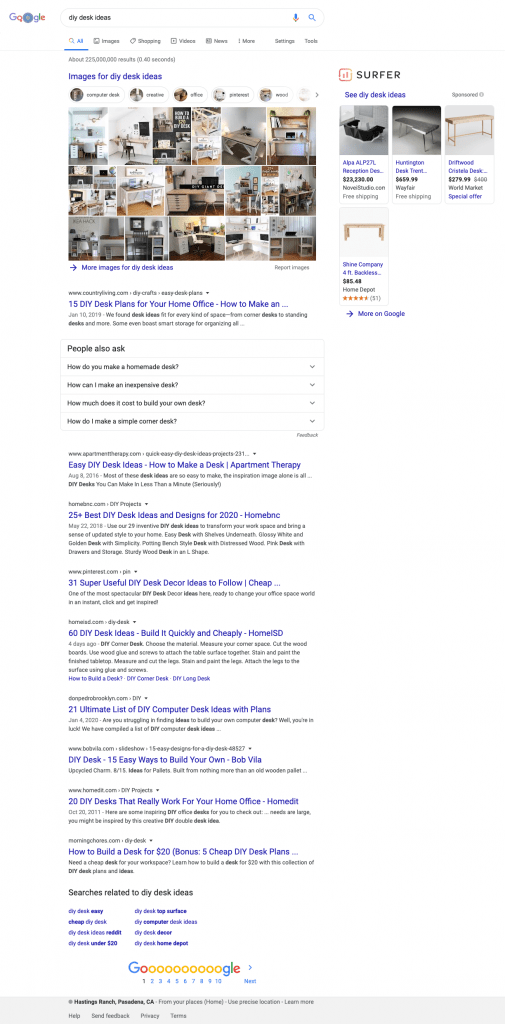 Google
diy desk ideas
All Images Shopping Videos News More Settings Tools
About 225,000,000 results (0.40 seconds)
Images for diy desk ideas
computer desk creative office pinterest wood
HOW TO BUILD A
DIY GIANT DE
More images for diy desk ideas Report images
www.countryliving.com › diy-crafts › easy-desk-plans
15 DIY Desk Plans for Your Home Office - How to Make an ...
Jan 10, 2019 - We found desk ideas fit for every kind of space—from corner desks to standing
desks and more. Some even boast smart storage for organizing all ...
People also ask
How do you make a homemade desk?
How can I make an inexpensive desk?
How much does it cost to build your own desk?
How do I make a simple corner desk?
Feedback
www.apartmenttherapy.com › quick-easy-diy-desk-ideas-projects-231...
Easy DIY Desk Ideas - How to Make a Desk | Apartment Therapy
Aug 8, 2016 - Most of these desk ideas are so easy to make, the inspiration image alone is all ...
DIY Desks You Can Make In Less Than a Minute (Seriously!)
homebnc.com › DIY Projects
25+ Best DIY Desk Ideas and Designs for 2020 - Homebnc
May 22, 2018 - Use our 29 inventive DIY desk ideas to transform your work space and bring a
sense of updated style to your home. Easy Desk with Shelves Underneath. Glossy White and
Golden Desk with Simplicity. Potting Bench Style Desk with Distressed Wood. Pink Desk with
Drawers and Storage. Sturdy Wood Desk in an L Shape.
www.pinterest.com › pin
31 Super Useful DIY Desk Decor Ideas to Follow | Cheap ...
One of the most spectacular DIY Desk Decor ideas here, ready to change your office space world
in an instant, click and get inspired!
homeisd.com › diy-desk
60 DIY Desk Ideas - Build It Quickly and Cheaply - HomeISD
4 days ago - DIY Corner Desk. Choose the material. Measure your corner space. Cut the wood
boards. Use wood glue and screws to attach the table surface together. Stain and paint the
finished tabletop. Measure and cut the legs. Stain and paint the legs. Attach the legs to the
surface using glue and screws.
How to Build a Desk? · DIY Corner Desk · DIY Long Desk
donpedrobrooklyn.com › DIY
21 Ultimate List of DIY Computer Desk Ideas with Plans
Jan 4, 2020 - Are you struggling in finding ideas to build your own computer desk? Well, you're in
luck! We have compiled a list of DIY computer desk ideas ...
www.bobvila.com › slideshow › 15-easy-designs-for-a-diy-desk-48527
DIY Desk - 15 Easy Ways to Build Your Own - Bob Vila
Upcycled Charm. 8/15. Ideas for Pallets. Built from nothing more than an old wooden pallet ...
www.homedit.com › DIY Projects
20 DIY Desks That Really Work For Your Home Office - Homedit
Oct 20, 2011 - Here are some inspiring DIY office desks for you to check out: ... needs are large,
you might be inspired by this creative DIY double desk idea.
morningchores.com › diy-desk
How to Build a Desk for $20 (Bonus: 5 Cheap DIY Desk Plans ...
Need a cheap desk for your workspace? Learn how to build a desk for $20 with this collection of
DIY desk plans and ideas.
Searches related to diy desk ideas
diy desk easy diy desk top surface
cheap diy desk diy computer desk ideas
diy desk ideas reddit diy desk decor
diy desk under $20 diy desk home depot
Goooooooooogle
1 2 3 4 5 6 7 8 9 10 Next
SURFER
See diy desk ideas Sponsored
Alpa ALP27L
Reception Des...
$23,230.00
NovelStudio.com
Free shipping
Huntington
Desk Trent...
$659.99
Wayfair
Free shipping
Driftwood
Cristela Desk...
$279.99 $400
World Market
Special offer
Shine Company
4 ft. Backless...
$85.48
Home Depot
(51)
More on Google
Hastings Ranch, Pasadena, CA - From your places (Home) - Use precise location - Learn more
Help Send feedback Privacy Terms